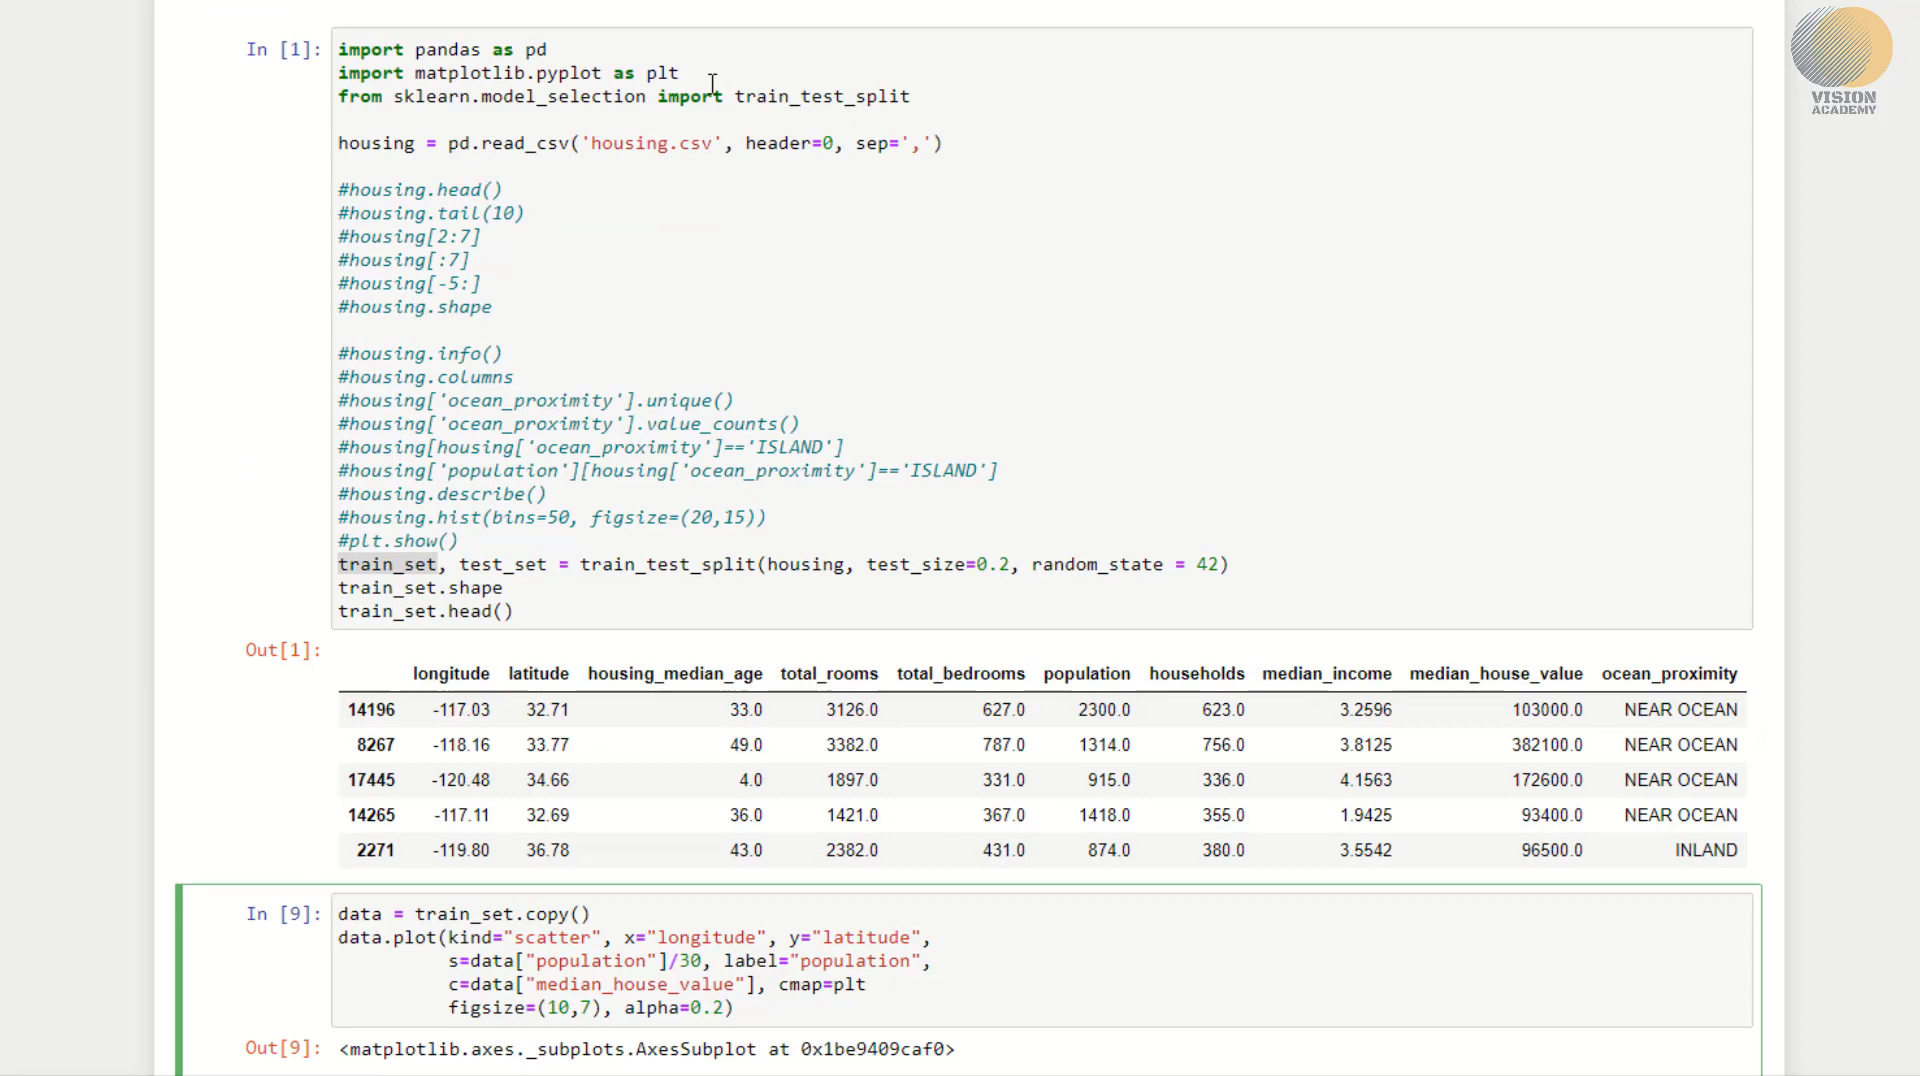 VISION
ACADEMY
In [1]:
import pandas as pd
import matplotlib.pyplot as plt
from sklearn.model_selection import train_test_split
housing = pd.read_csv('housing.csv', header=0, sep=',')
#housing.head()
#housing.tail(10)
#housing[2:7]
#housing[:7]
#housing[-5:]
#housing.shape
#housing.info()
#housing.columns
#housing['ocean_proximity'].unique()
#housing['ocean_proximity'].value_counts()
#housing[housing['ocean_proximity']=='ISLAND']
#housing['population'][housing['ocean_proximity']=='ISLAND']
#housing.describe()
#housing.hist(bins=50, figsize=(20,15))
#plt.show()
train_set, test_set = train_test_split(housing, test_size=0.2, random_state = 42)
train_set.shape
train_set.head()
Out[1]:
longitude latitude housing_median_age total_rooms total_bedrooms population households median_income median_house_value ocean_proximity
14196 -117.03 32.71 33.0 3126.0 627.0 2300.0 623.0 3.2596 103000.0 NEAR OCEAN
8267 -118.16 33.77 49.0 3382.0 787.0 1314.0 756.0 3.8125 382100.0 NEAR OCEAN
17445 -120.48 34.66 4.0 1897.0 331.0 915.0 336.0 4.1563 172600.0 NEAR OCEAN
14265 -117.11 32.69 36.0 1421.0 367.0 1418.0 355.0 1.9425 93400.0 NEAR OCEAN
2271 -119.80 36.78 43.0 2382.0 431.0 874.0 380.0 3.5542 96500.0 INLAND
In [9]:
data = train_set.copy()
data.plot(kind="scatter", x="longitude", y="latitude",
s=data["population"]/30, label="population",
c=data["median_house_value"], cmap=plt
figsize=(10,7), alpha=0.2)
Out[9]:
<matplotlib.axes._subplots.AxesSubplot at 0x1be9409caf0>